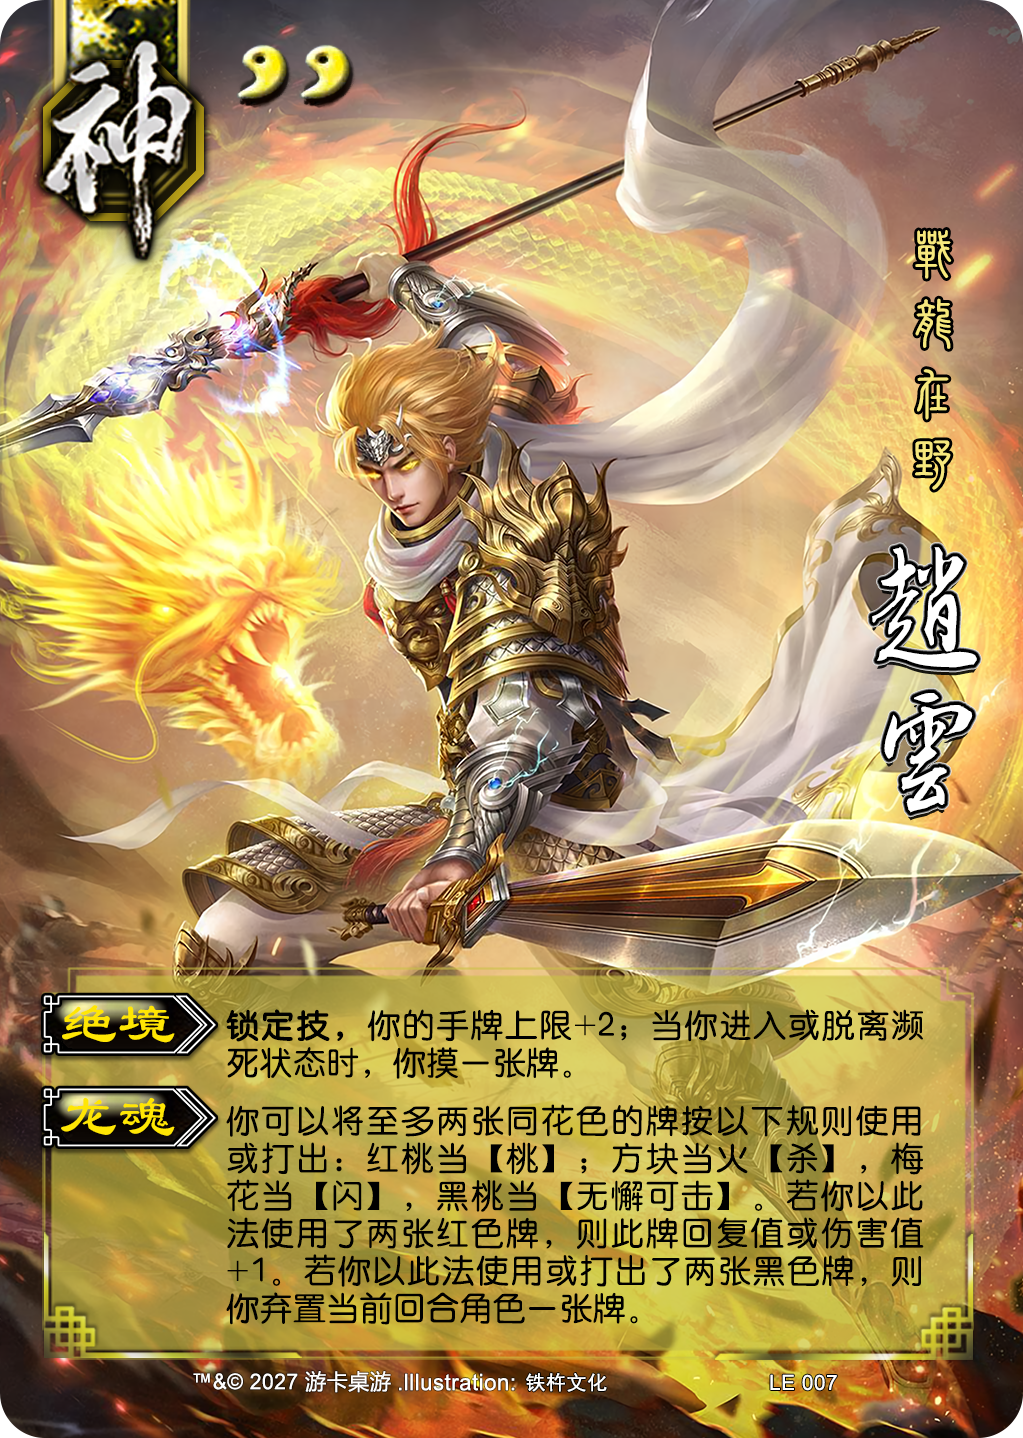 神
戰龍在野
趙雲
绝境
锁定技，你的手牌上限+2；当你进入或脱离濒
死状态时，你摸一张牌。
龙魂
你可以将至多两张同花色的牌按以下规则使用
或打出：红桃当【桃】；方块当火【杀】，梅
花当【闪】，黑桃当【无懈可击】。若你以此
法使用了两张红色牌，则此牌回复值或伤害值
+1。若你以此法使用或打出了两张黑色牌，则
你弃置当前回合角色一张牌。
™&© 2027 游卡桌游 .Illustration: 铁杵文化
LE 007